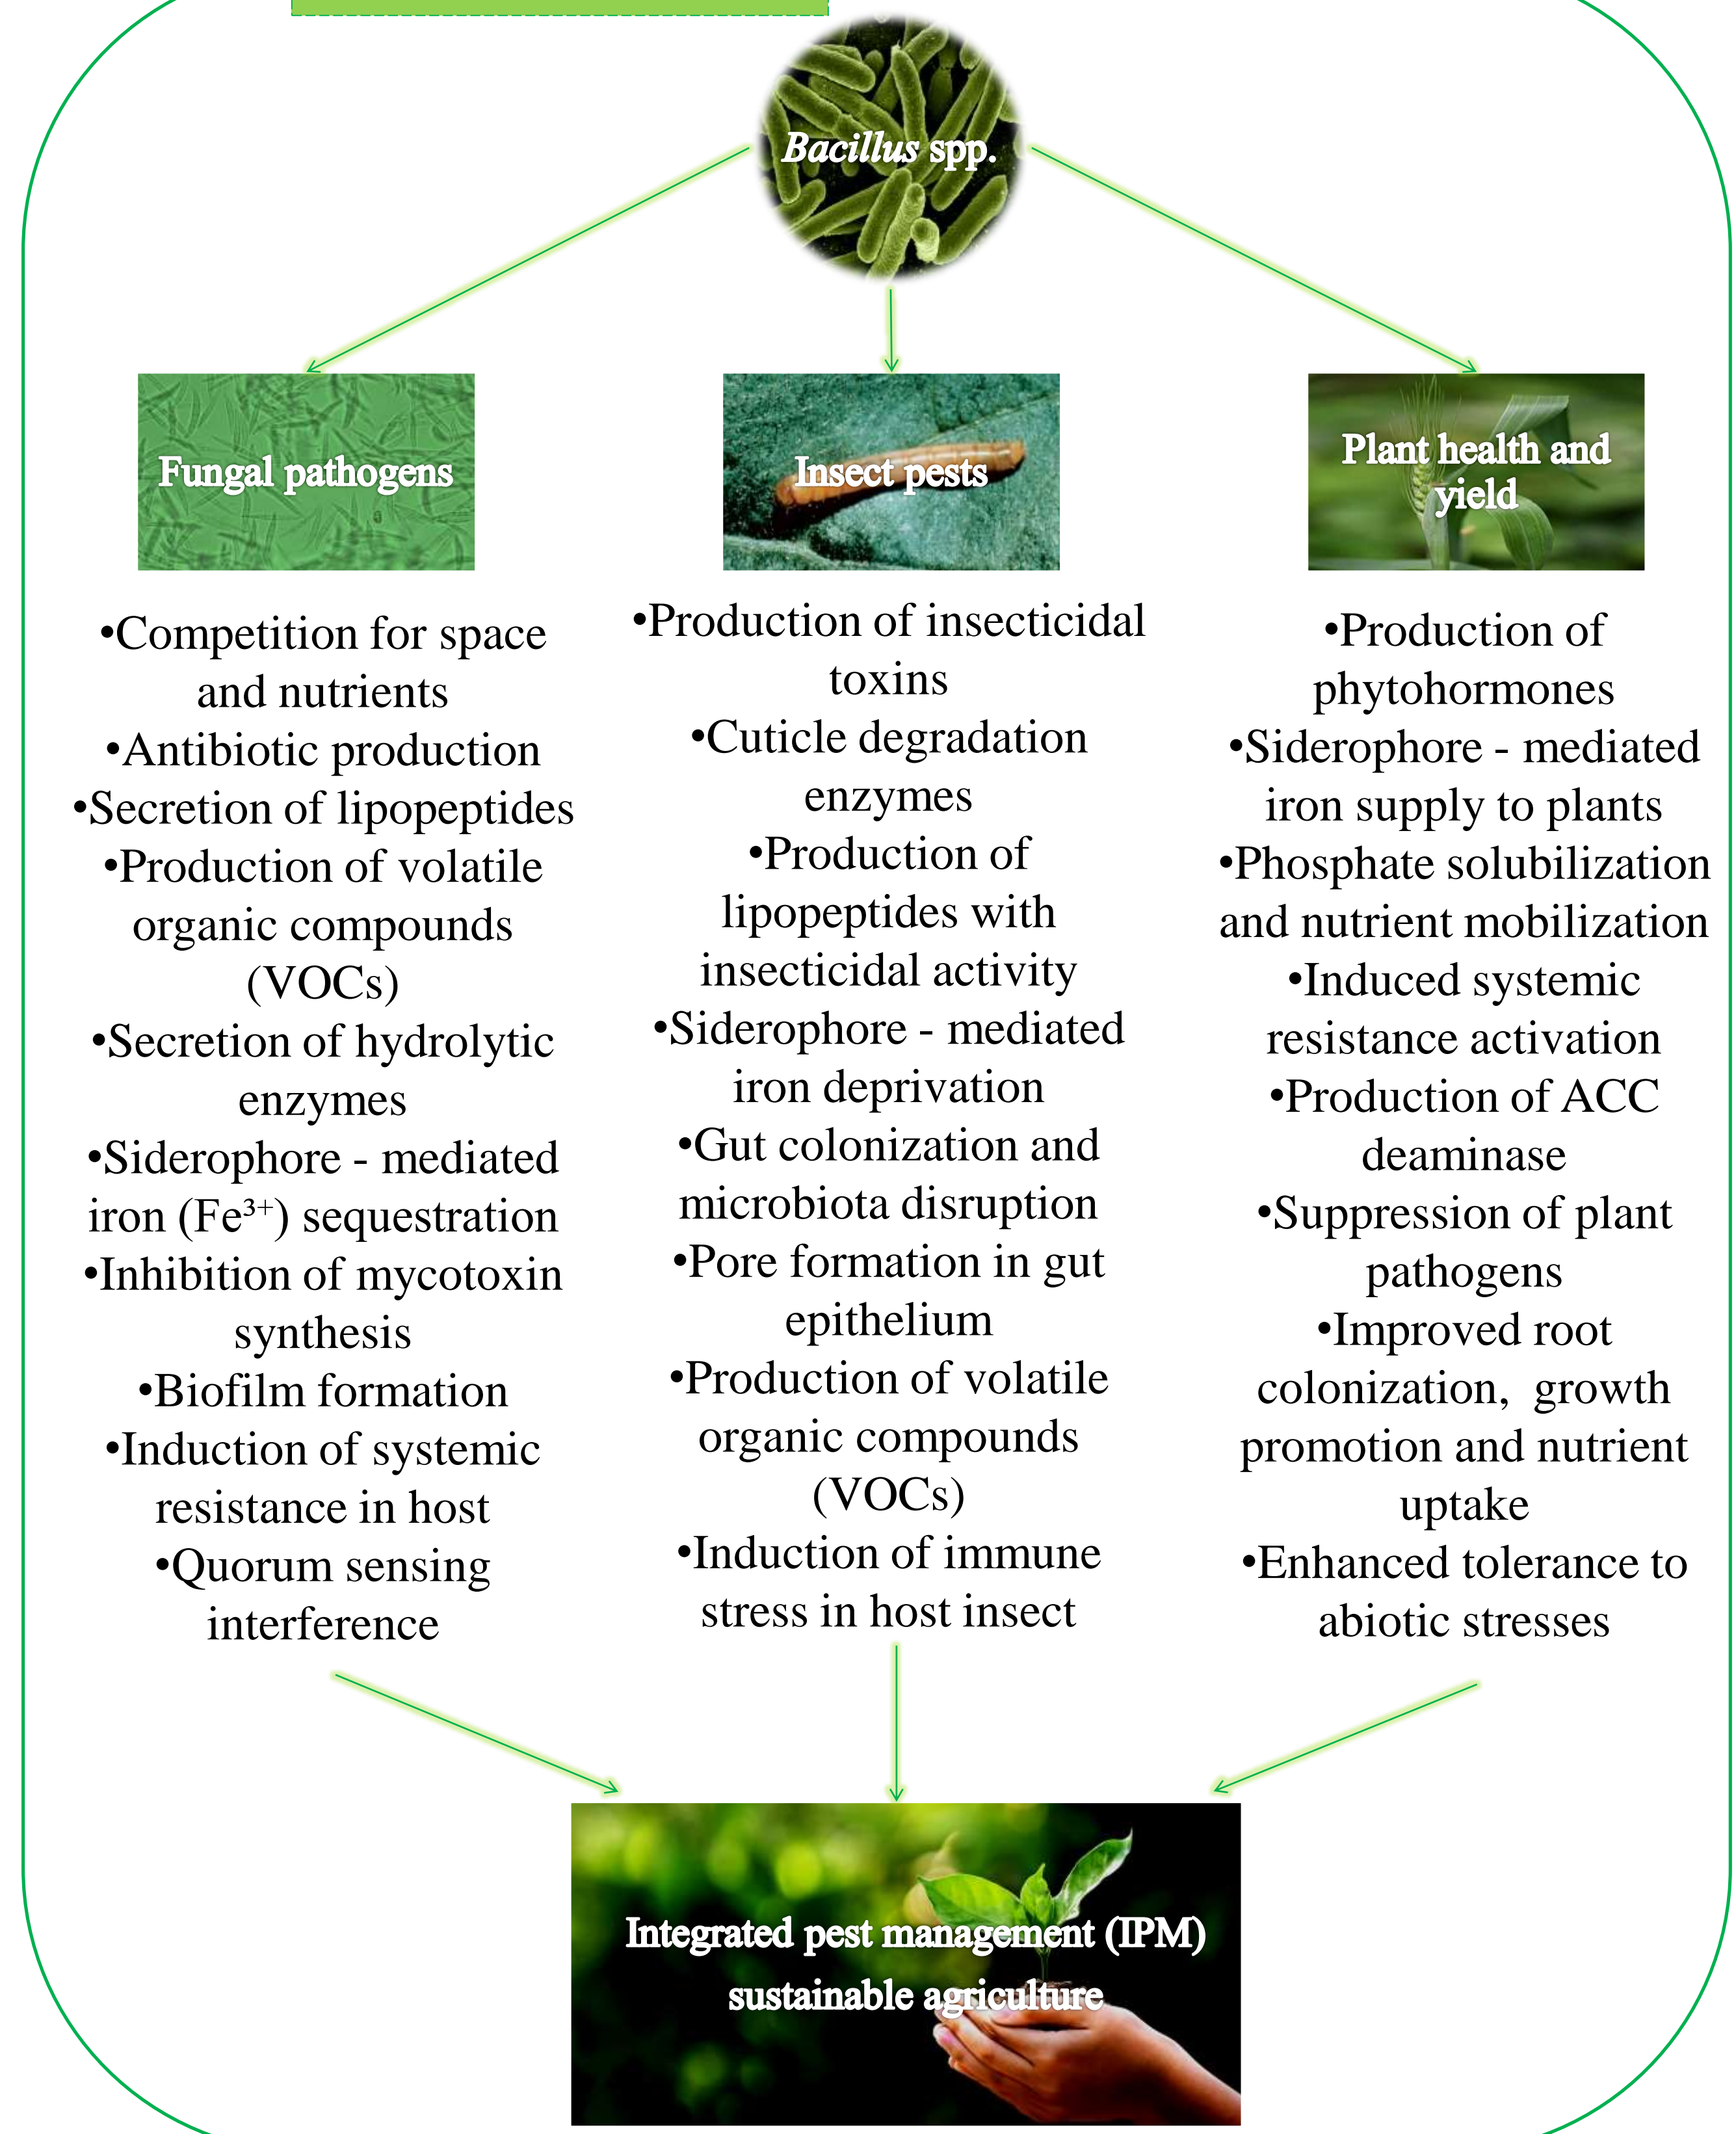 Bacillus spp.
Fungal pathogens
•Competition for space
and nutrients
•Antibiotic production
•Secretion of lipopeptides
•Production of volatile
organic compounds
(VOCs)
•Secretion of hydrolytic
enzymes
•Siderophore - mediated
iron (Fe³⁺) sequestration
•Inhibition of mycotoxin
synthesis
•Biofilm formation
•Induction of systemic
resistance in host
•Quorum sensing
interference
Insect pests
•Production of insecticidal
toxins
•Cuticle degradation
enzymes
•Production of
lipopeptides with
insecticidal activity
•Siderophore - mediated
iron deprivation
•Gut colonization and
microbiota disruption
•Pore formation in gut
epithelium
•Production of volatile
organic compounds
(VOCs)
•Induction of immune
stress in host insect
Plant health and
yield
•Production of
phytohormones
•Siderophore - mediated
iron supply to plants
•Phosphate solubilization
and nutrient mobilization
•Induced systemic
resistance activation
•Production of ACC
deaminase
•Suppression of plant
pathogens
•Improved root
colonization,  growth
promotion and nutrient
uptake
•Enhanced tolerance to
abiotic stresses
Integrated pest management (IPM)
sustainable agriculture